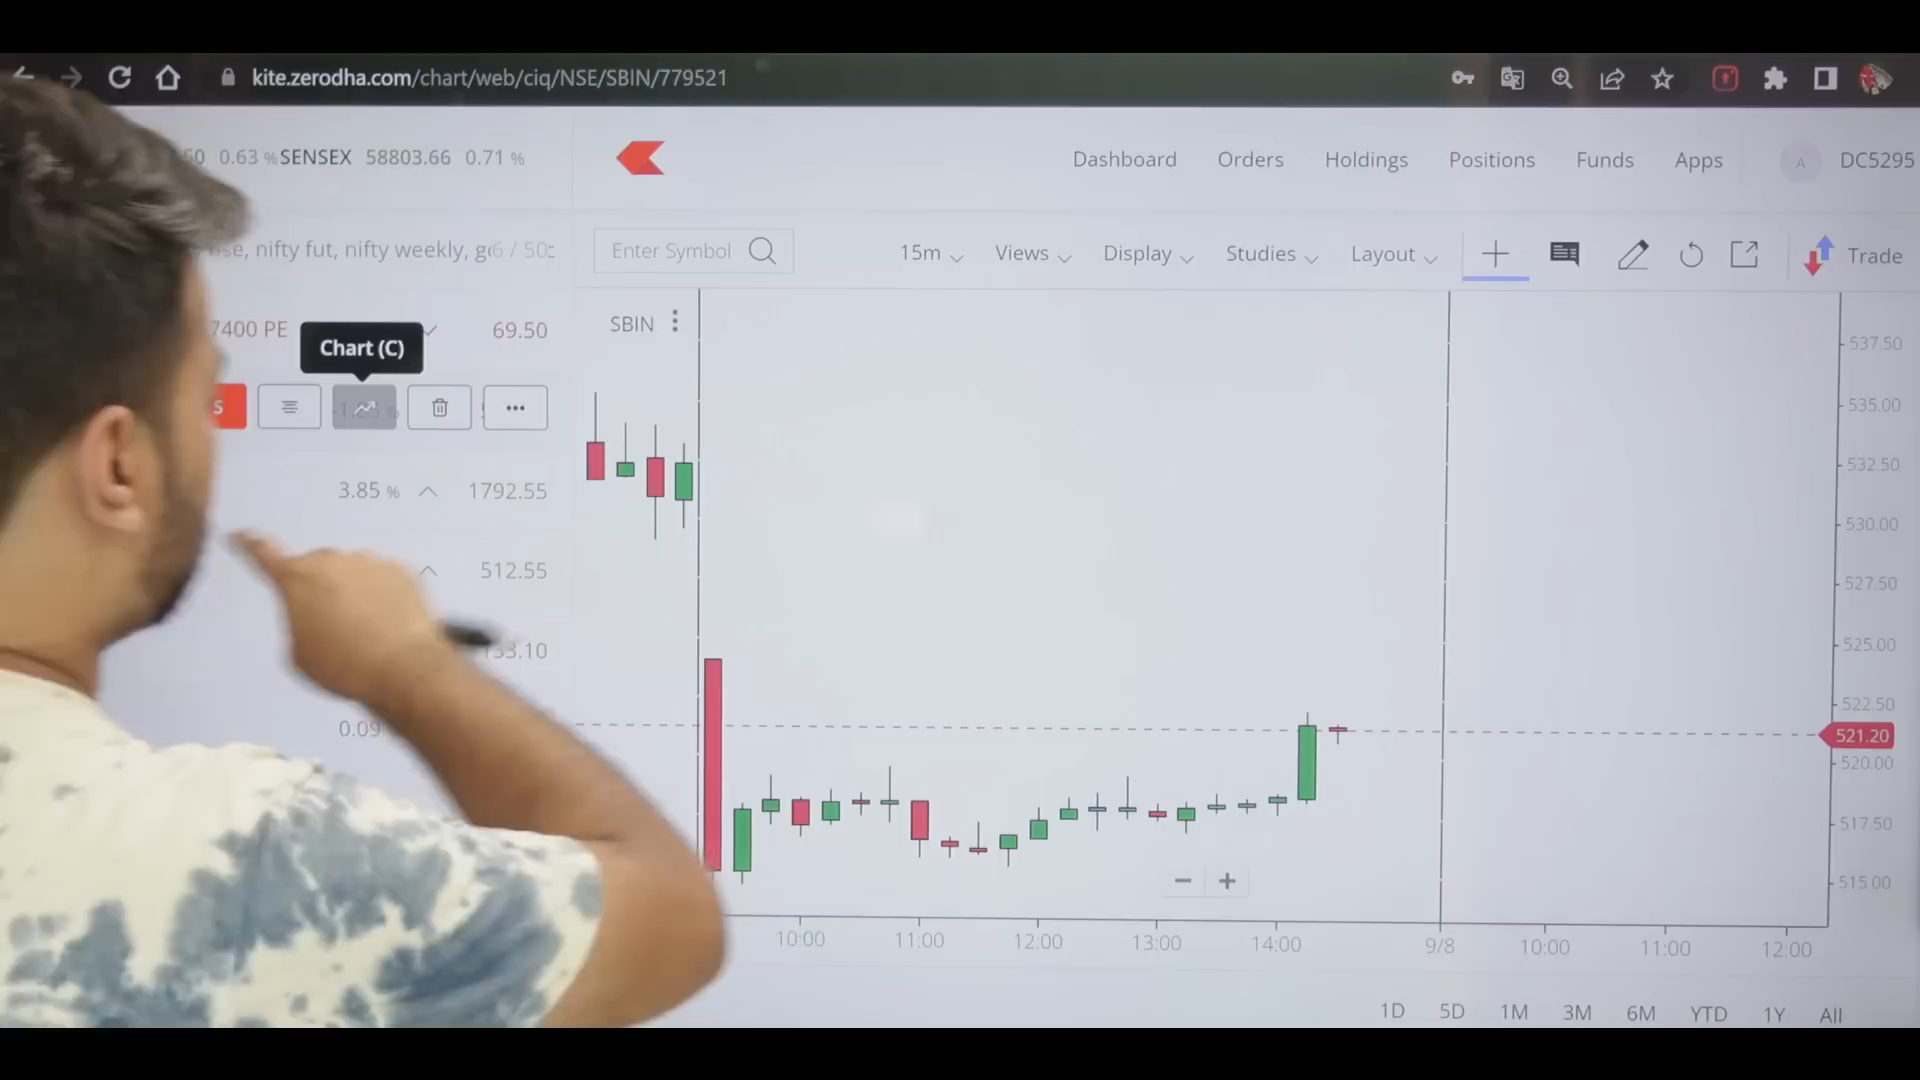 kite.zerodha.com/chart/web/ciq/NSE/SBIN/779521
0.63 % SENSEX 58803.66 0.71 %
Dashboard Orders Holdings Positions Funds Apps A DC5295
nifty fut, nifty weekly, 6 / 50
Enter Symbol 15m Views Display Studies Layout Trade
7400 PE 69.50
Chart (C)
S
SBIN
3.85 % 1792.55
512.55
0.09
537.50
535.00
532.50
530.00
527.50
525.00
522.50
521.20
520.00
517.50
515.00
10:00 11:00 12:00 13:00 14:00 9/8 10:00 11:00 12:00
1D 5D 1M 3M 6M YTD 1Y All